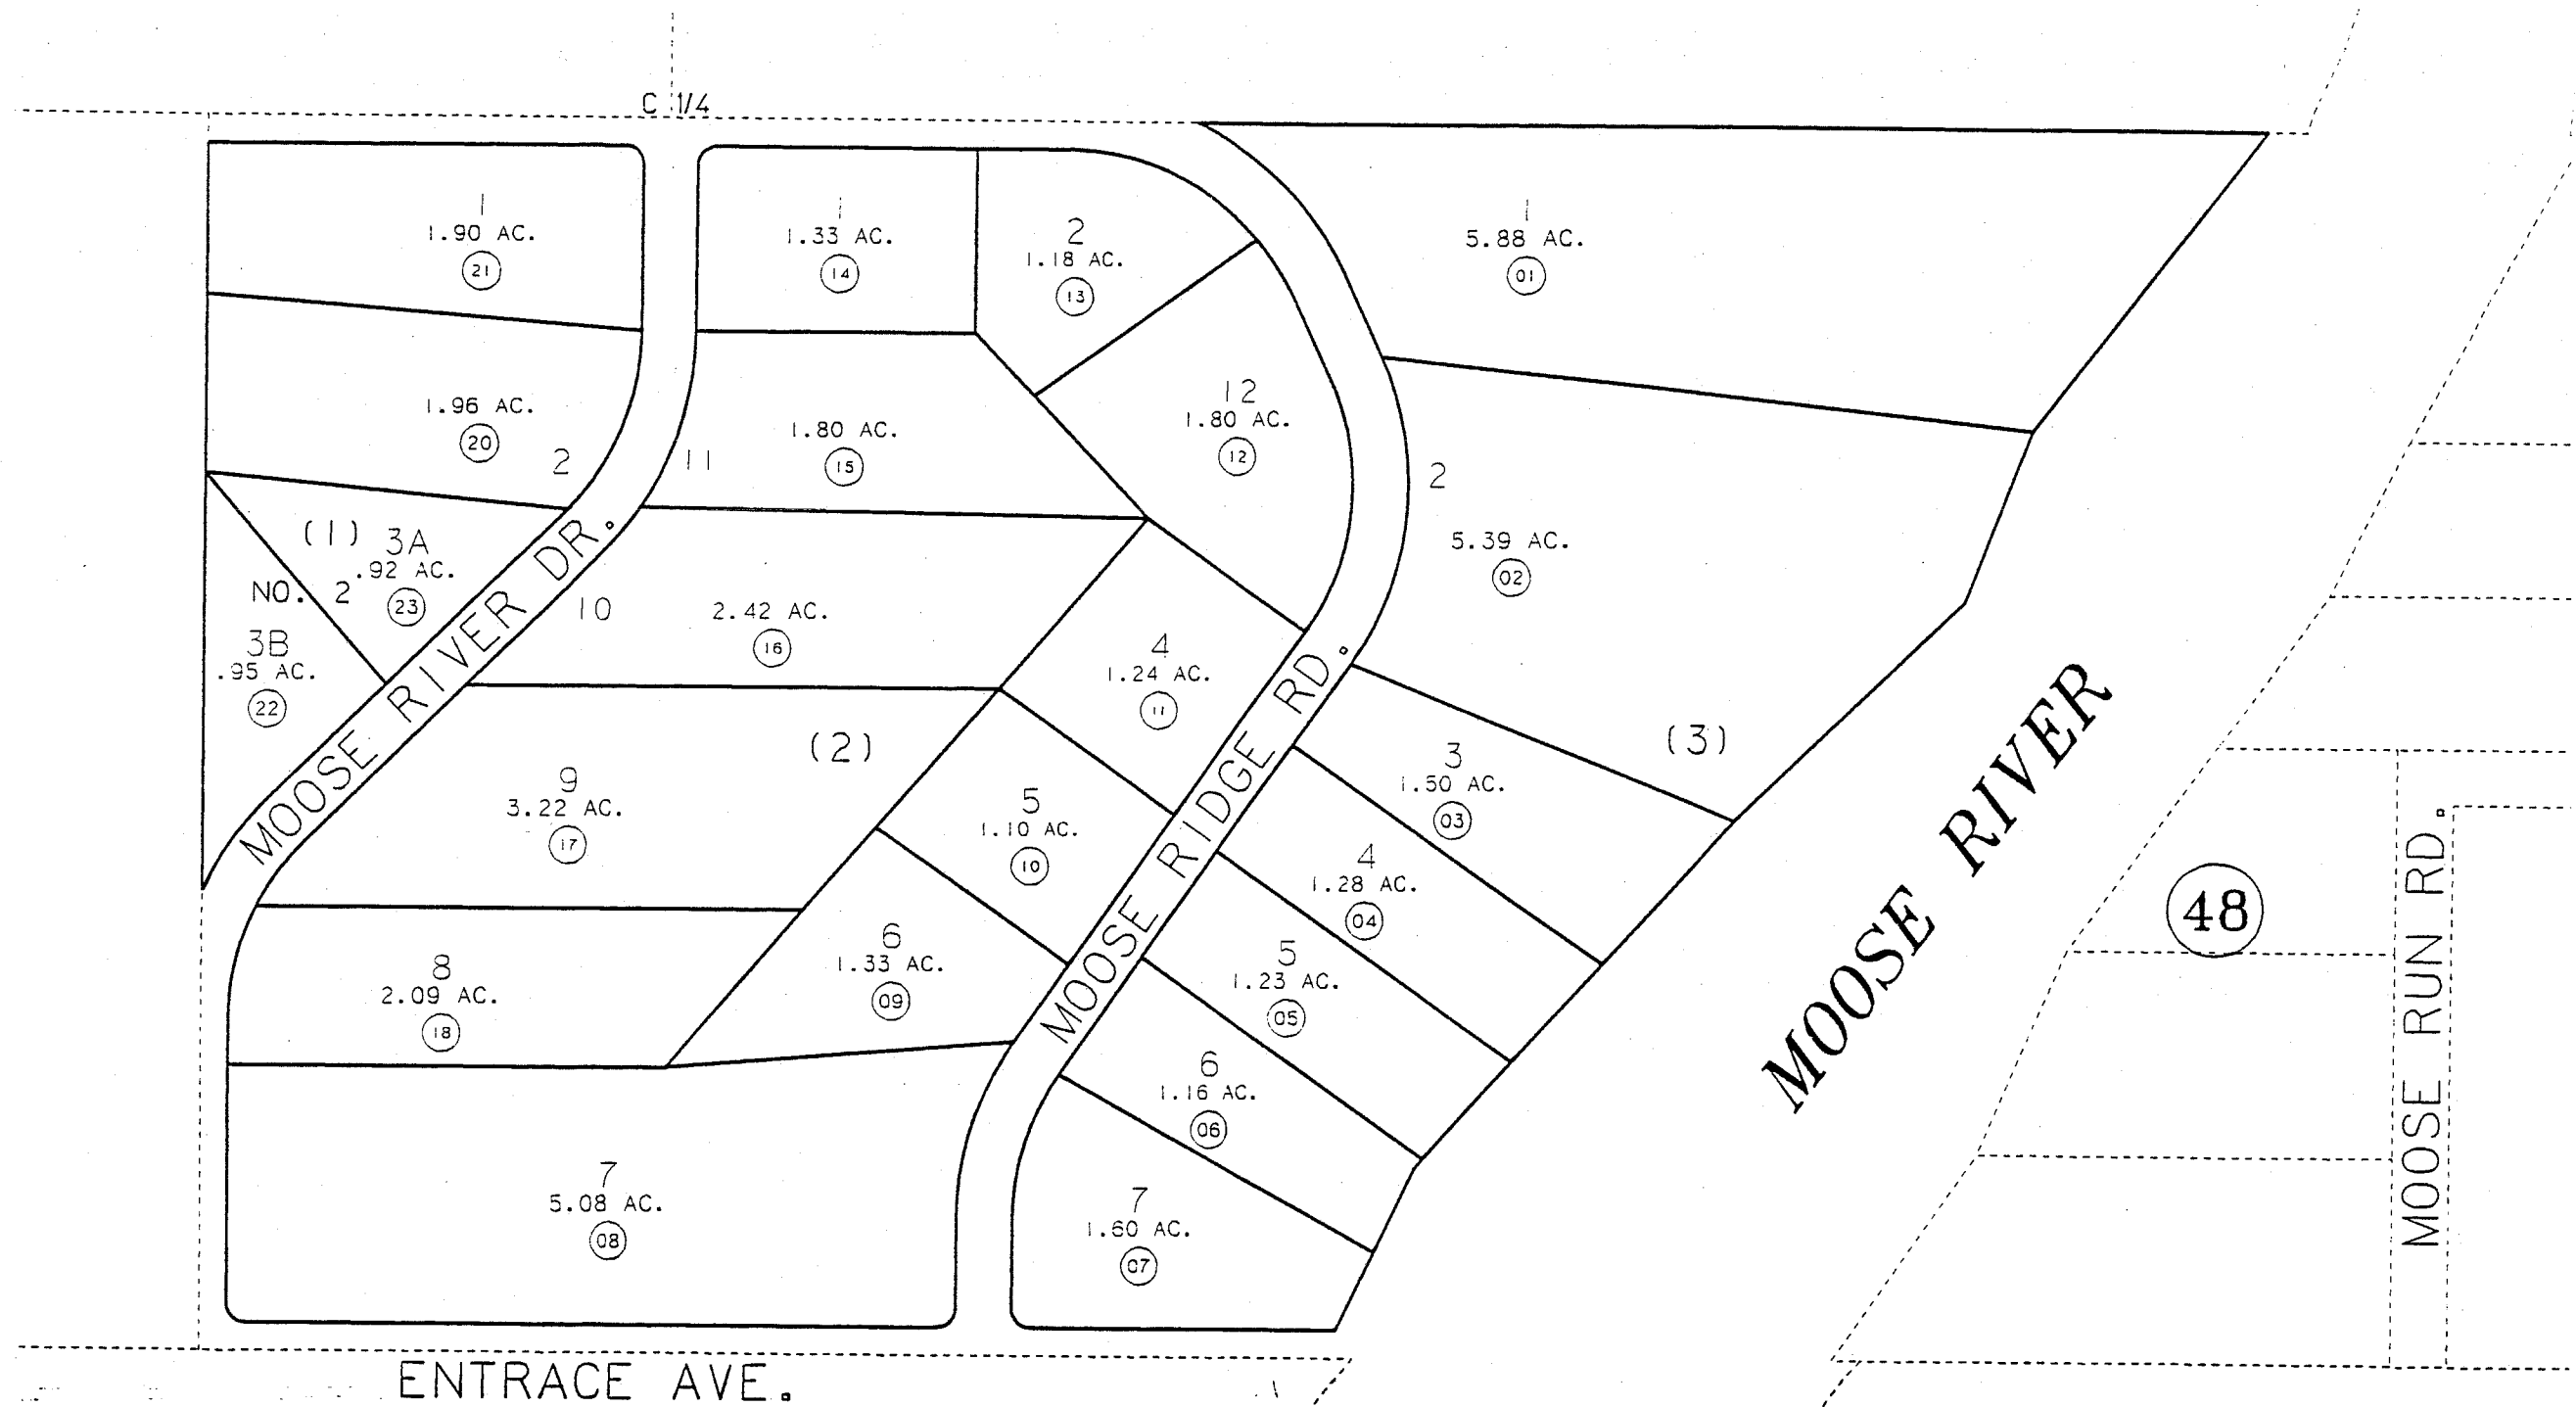 C 1/4
1
1.90 AC.
21
1
1.33 AC.
14
2
1.18 AC.
13
1
5.88 AC.
01
1.96 AC.
20
2
11
1.80 AC.
15
12
1.80 AC.
12
2
5.39 AC.
02
(1)
3A
.92 AC.
23
NO. 2
3B
.95 AC.
22
MOOSE RIVER DR.
10
2.42 AC.
16
4
1.24 AC.
11
(2)
9
3.22 AC.
17
5
1.10 AC.
10
MOOSE RIDGE RD.
3
1.50 AC.
03
(3)
4
1.28 AC.
04
8
2.09 AC.
18
6
1.33 AC.
09
5
1.23 AC.
05
6
1.16 AC.
06
7
5.08 AC.
08
7
1.60 AC.
07
MOOSE RIVER
48
MOOSE RUN RD.
ENTRACE AVE.